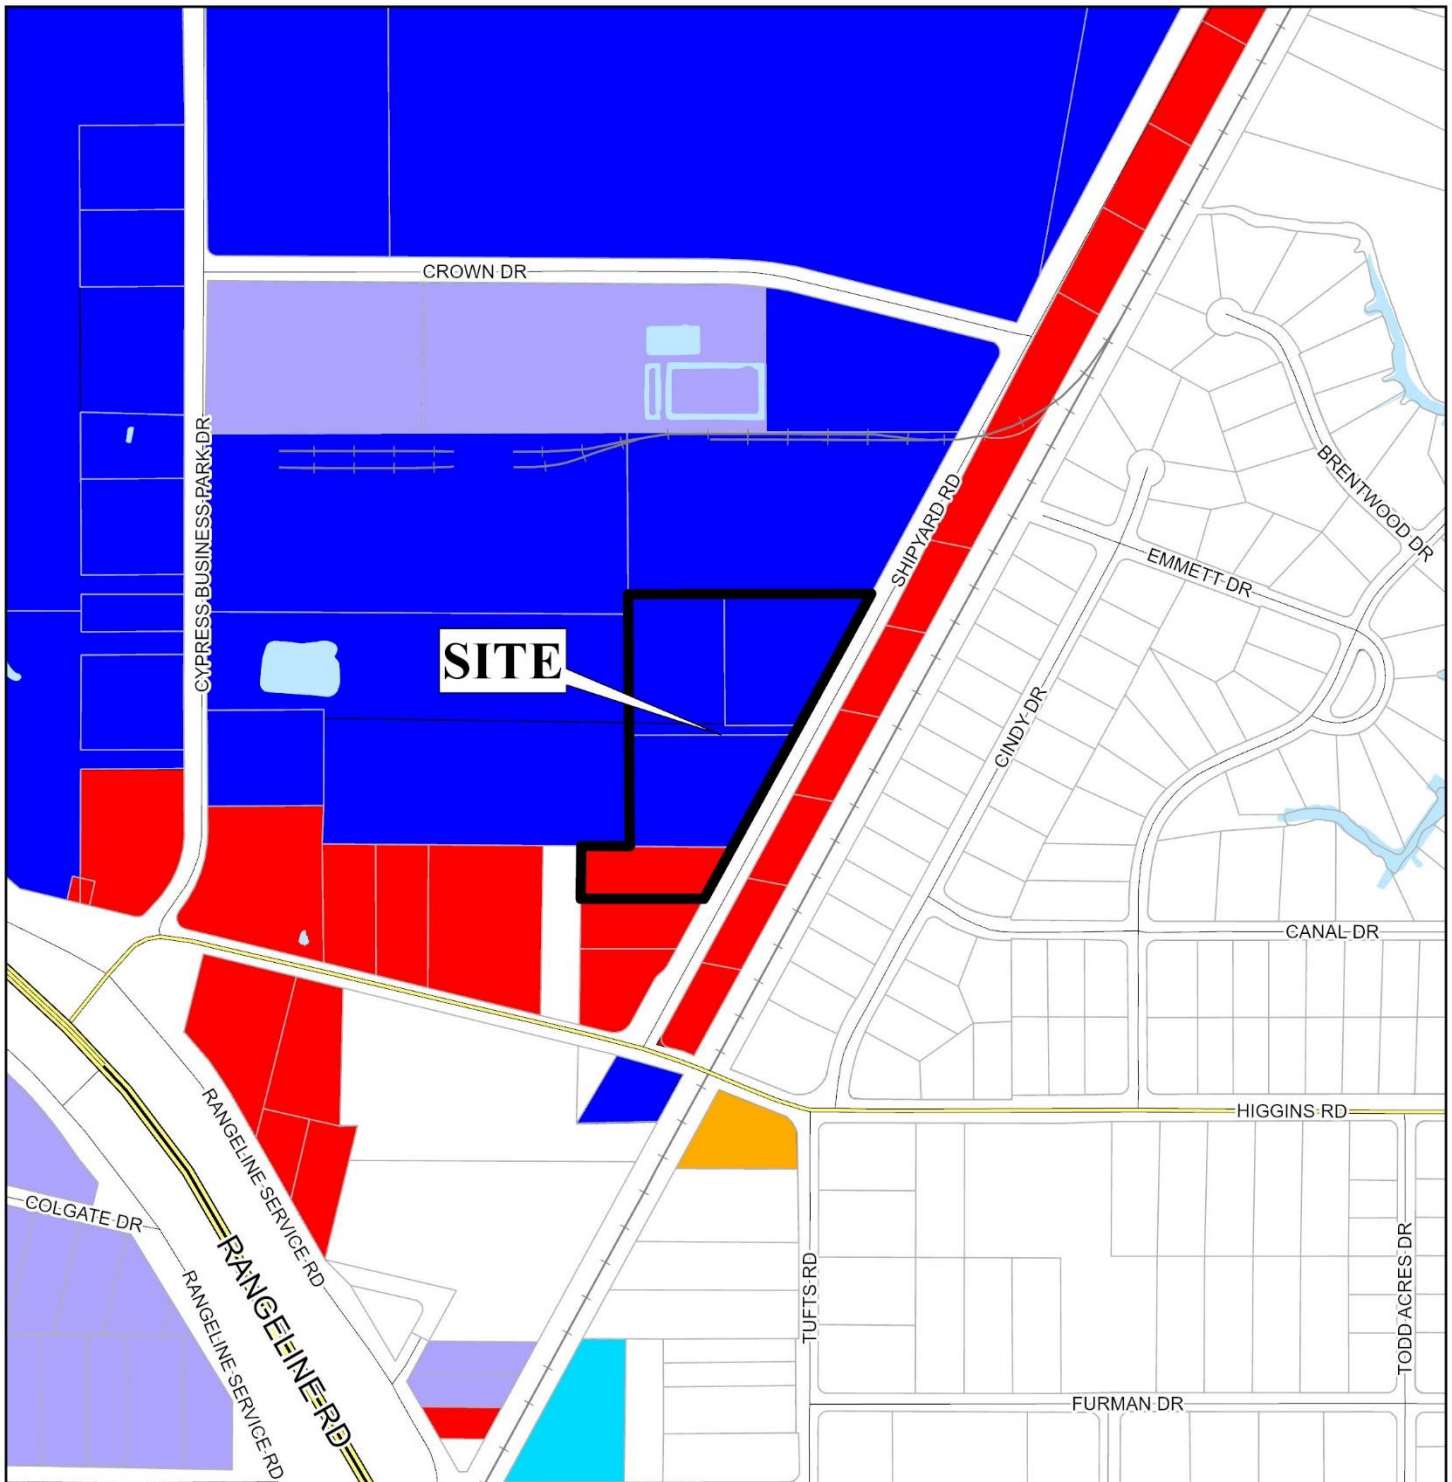 CROWN DR
CYPRESS BUSINESS PARK DR
SHIPYARD RD
BRENTWOOD DR
EMMETT DR
SITE
CINDY DR
CANAL DR
HIGGINS RD
RANGELINE SERVICE RD
COLGATE DR
RANGELINE RD
RANGELINE SERVICE RD
TUFTS RD
TODD ACRES DR
FURMAN DR